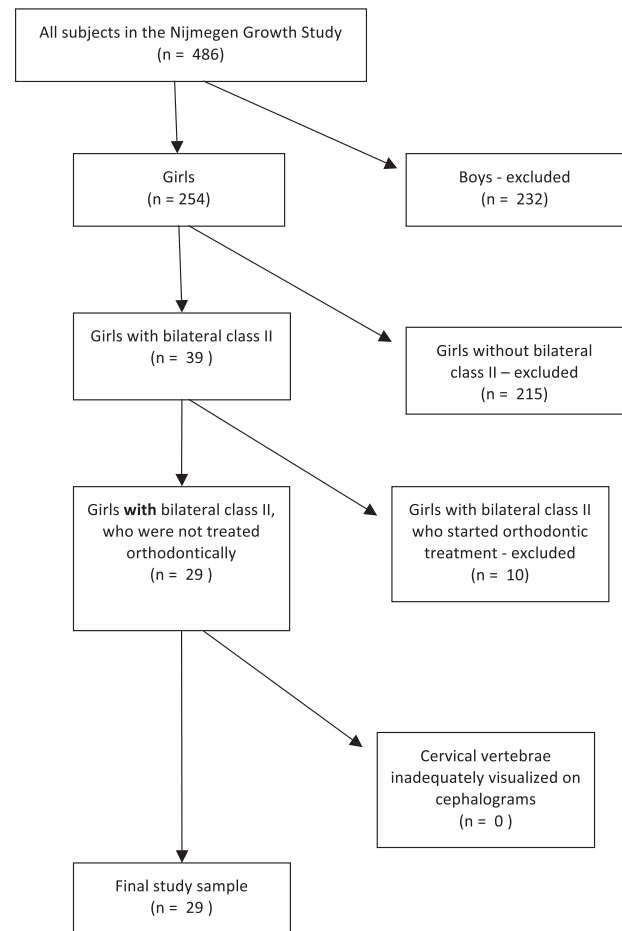 All subjects in the Nijmegen Growth Study
(n = 486)
Girls
(n = 254)
Boys - excluded
(n = 232)
Girls with bilateral class II
(n = 39 )
Girls without bilateral
class II – excluded
(n = 215)
Girls with bilateral class II,
who were not treated
orthodontically
(n = 29 )
Girls with bilateral class II
who started orthodontic
treatment - excluded
(n = 10)
Cervical vertebrae
inadequately visualized on
cephalograms
(n = 0 )
Final study sample
(n = 29 )